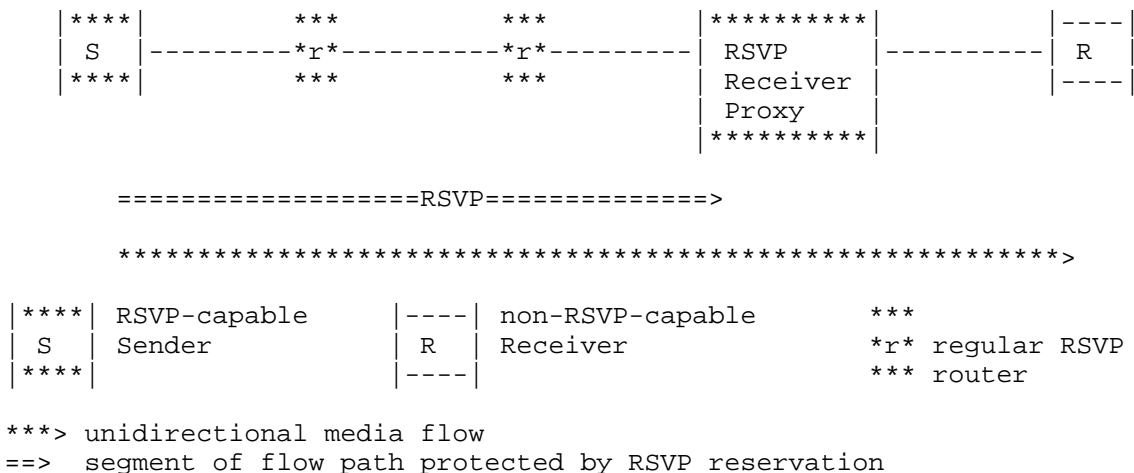 |****|         ***          ***         |**********|            |----|
| S  |---------*r*----------*r*---------| RSVP     |----------| R  |
|****|         ***          ***         | Receiver |            |----|
| Proxy    |
|**********|
===================RSVP==============>
***********************************************************>
|****| RSVP-capable     |----| non-RSVP-capable       ***
| S  | Sender           | R  | Receiver              *r* regular RSVP
|****|                  |----|                       *** router
***> unidirectional media flow
==>  segment of flow path protected by RSVP reservation